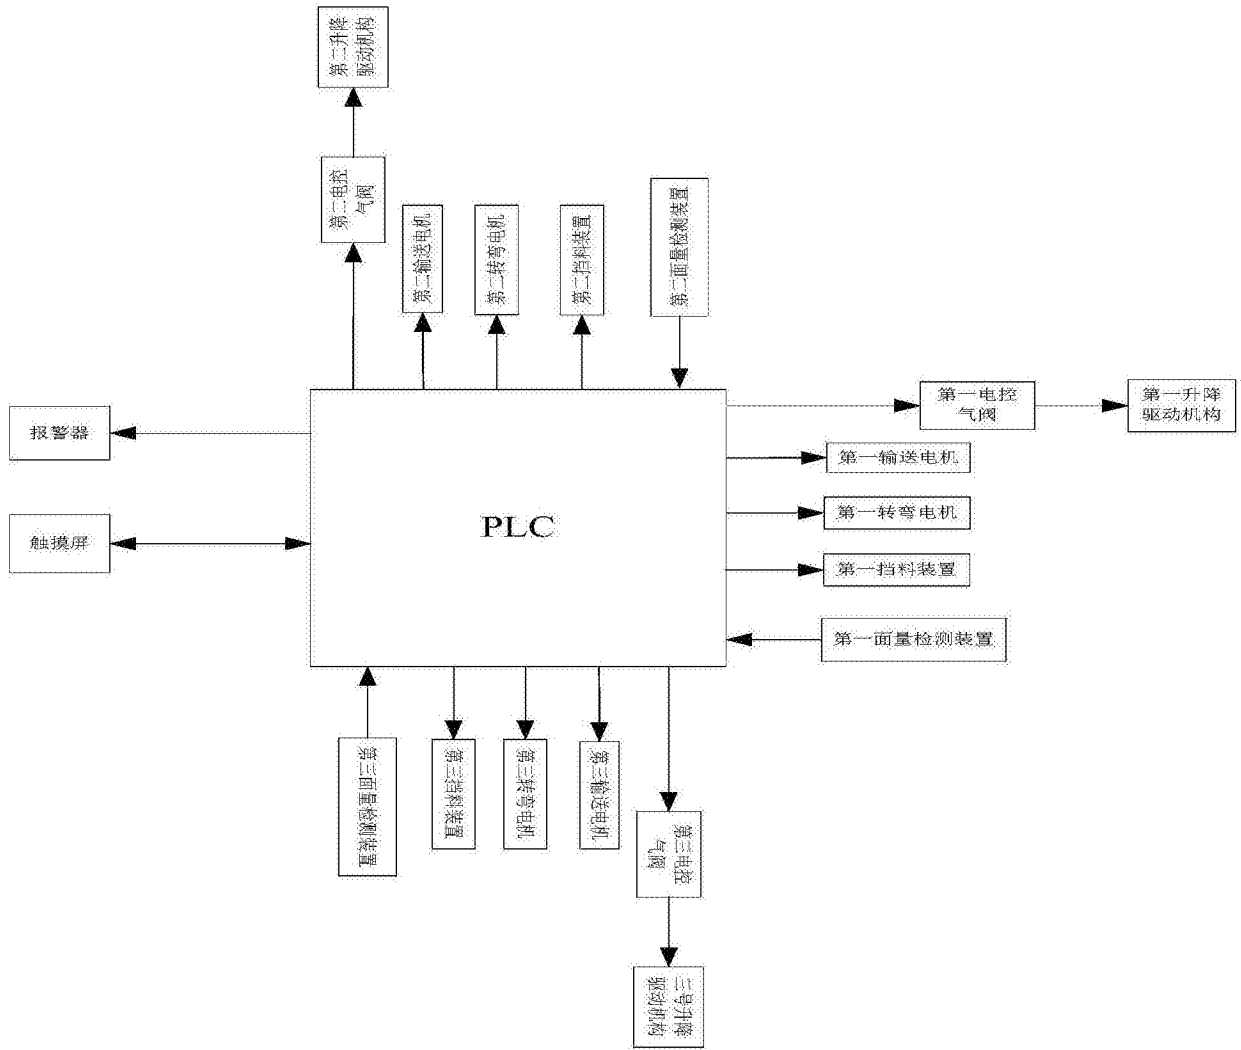 第二升降
驱动机构
第二电控
气阀
第二输送电机
第二转弯电机
第二挡料装置
第二面量检测装置
报警器
触摸屏
PLC
第一电控
气阀
第一升降
驱动机构
第一输送电机
第一转弯电机
第一挡料装置
第一面量检测装置
第三面量检测装置
第三挡料装置
第三转弯电机
第三输送电机
第三电控
气阀
三号升降
驱动机构